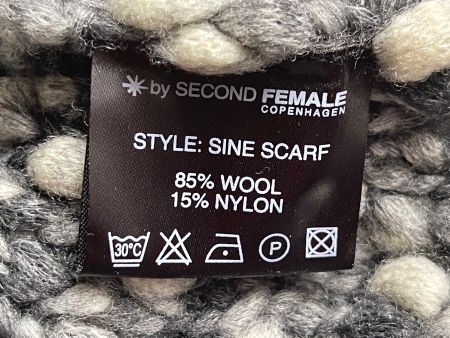 by SECOND FEMALE
COPENHAGEN
STYLE: SINE SCARF
85% WOOL
15% NYLON
30°C P